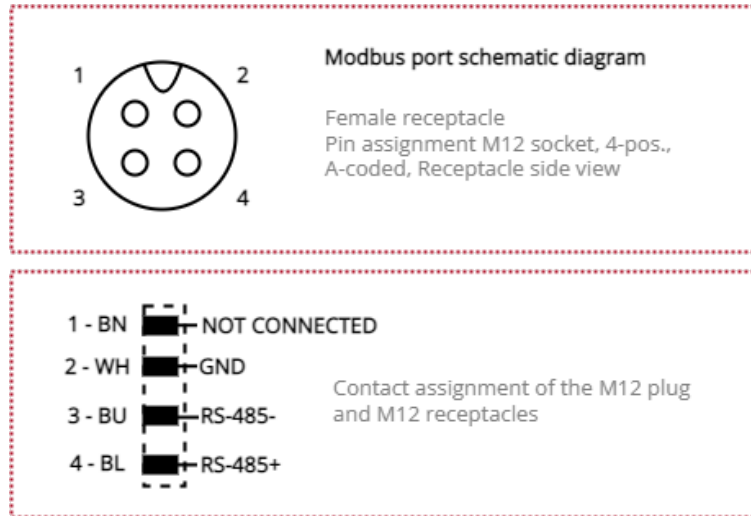 1
2
3
4
Modbus port schematic diagram
Female receptacle
Pin assignment M12 socket, 4-pos.,
A-coded, Receptacle side view
1 - BN NOT CONNECTED
2 - WH GND
3 - BU RS-485-
4 - BL RS-485+
Contact assignment of the M12 plug
and M12 receptacles